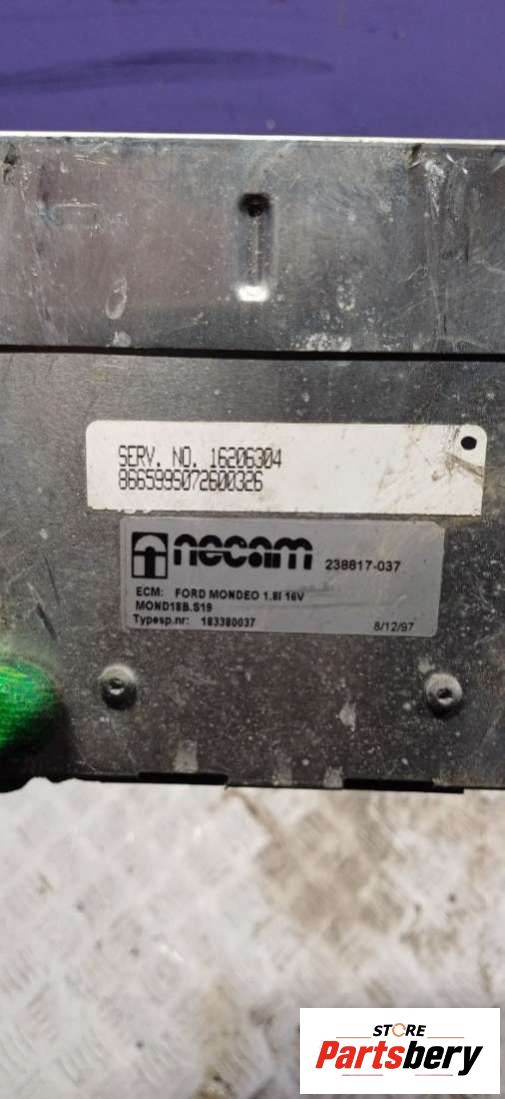 SERV. NO. 16206304
866599S072600326
necam 238817-037
ECM: FORD MONDEO 1.8I 16V
MOND18B.S19
Typesp.nr: 183380037 8/12/97
STORE
Partsbery